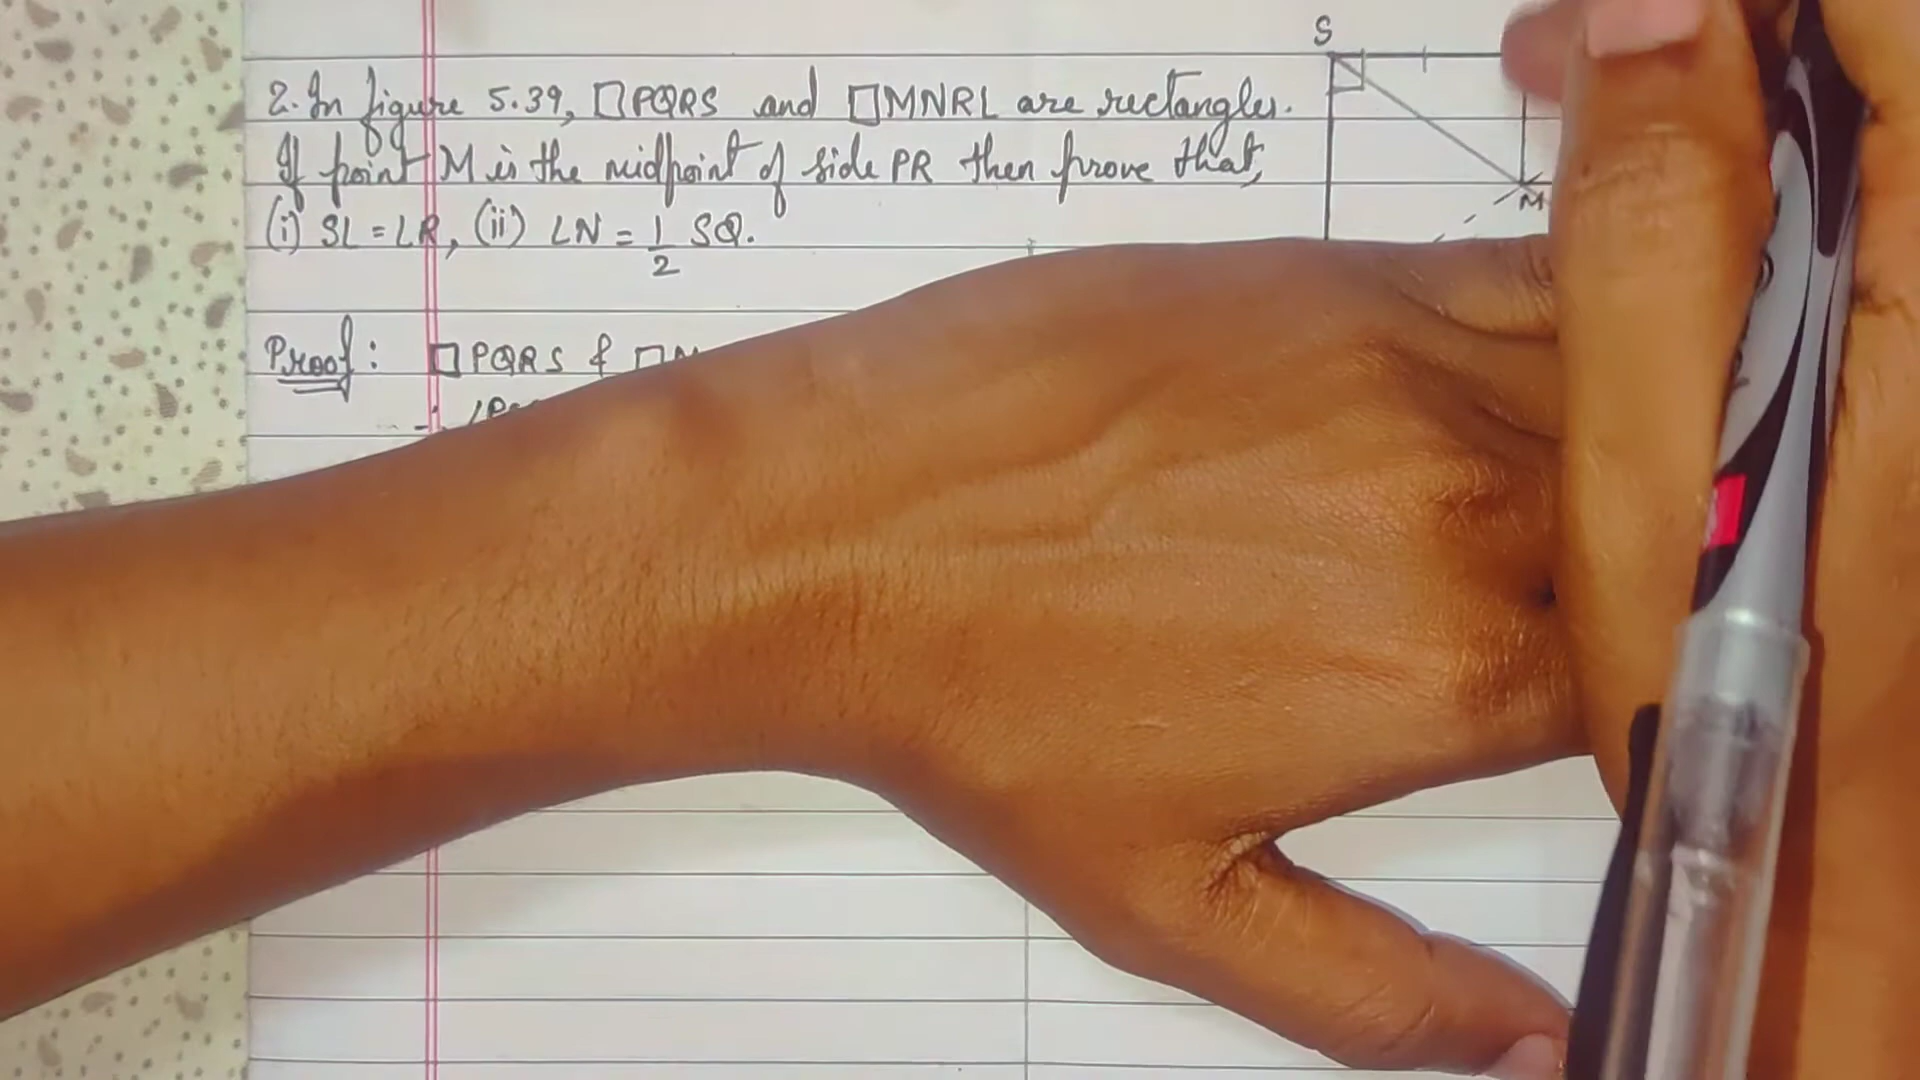 S
2. In figure 5.39, □PQRS and □MNRL are rectangles.
If point M is the midpoint of side PR then prove that,
M
(i) SL = LR, (ii) LN = 1/2 SQ.
Proof: □PQRS & □